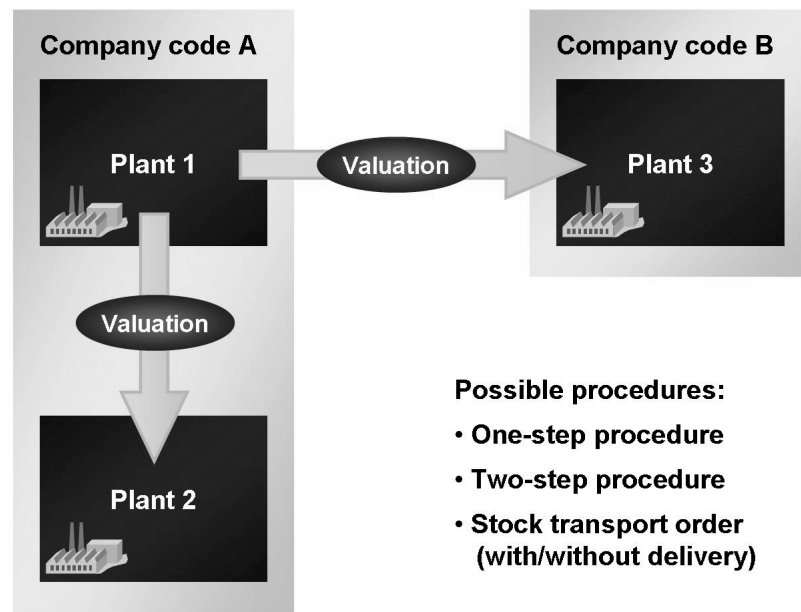 Company code A
Plant 1
Valuation
Plant 2
Valuation
Company code B
Plant 3
Possible procedures:
• One-step procedure
• Two-step procedure
• Stock transport order
(with/without delivery)